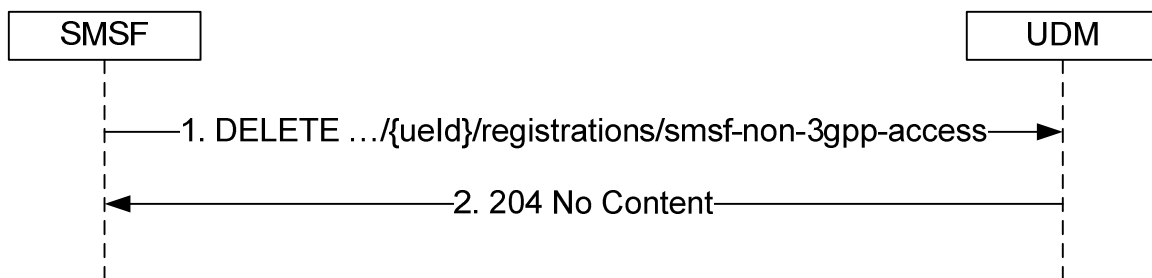 SMSF
UDM
1. DELETE …/{ueId}/registrations/smsf-non-3gpp-access
2. 204 No Content